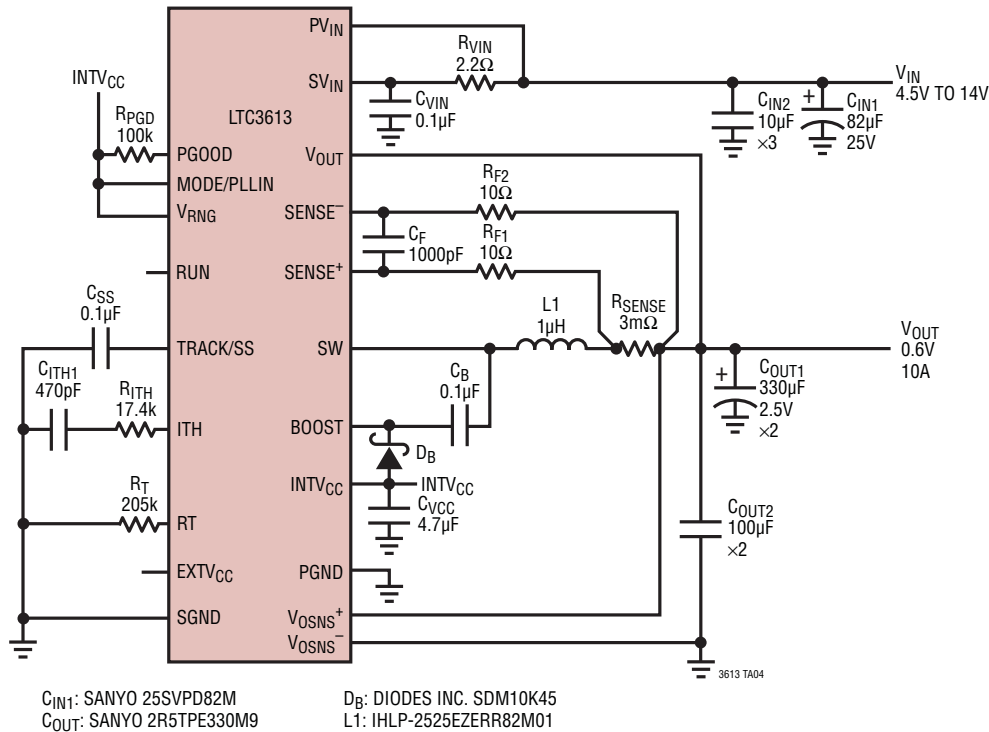 PVIN
RVIN
2.2Ω
SVIN
VIN
4.5V TO 14V
INTVCC
CVIN
0.1µF
CIN2
10µF
×3
+
CIN1
82µF
25V
RPGD
100k
LTC3613
PGOOD
VOUT
MODE/PLLIN
VRNG
RF2
10Ω
SENSE−
CF
1000pF
RF1
10Ω
RUN
SENSE+
CSS
0.1µF
L1
1µH
RSENSE
3mΩ
TRACK/SS
SW
VOUT
0.6V
10A
CITH1
470pF
RITH
17.4k
CB
0.1µF
+
COUT1
330µF
2.5V
×2
ITH
BOOST
DB
RT
205k
INTVCC
INTVCC
CVCC
4.7µF
COUT2
100µF
×2
RT
EXTVCC
PGND
SGND
VOSNS+
VOSNS−
3613 TA04
CIN1: SANYO 25SVPD82M
COUT: SANYO 2R5TPE330M9
DB: DIODES INC. SDM10K45
L1: IHLP-2525EZERR82M01